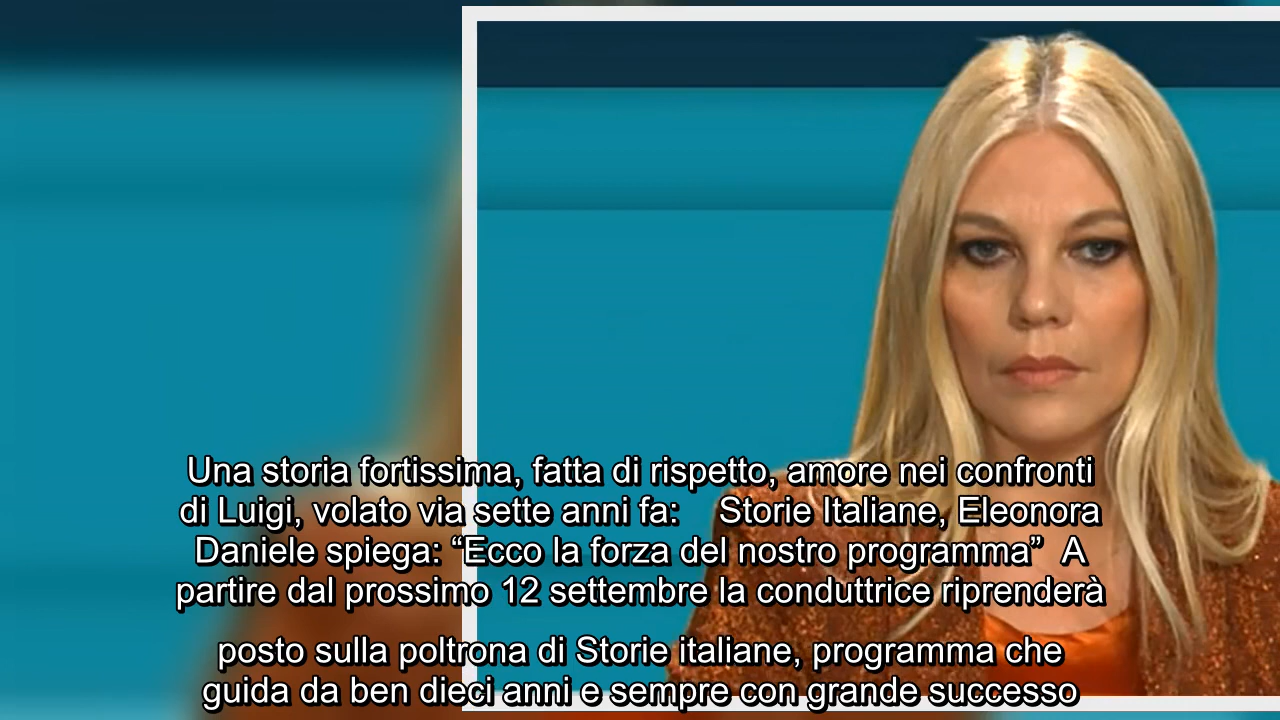 Una storia fortissima, fatta di rispetto, amore nei confronti
di Luigi, volato via sette anni fa: Storie Italiane, Eleonora
Daniele spiega: “Ecco la forza del nostro programma” A
partire dal prossimo 12 settembre la conduttrice riprenderà
posto sulla poltrona di Storie italiane, programma che
guida da ben dieci anni e sempre con grande successo